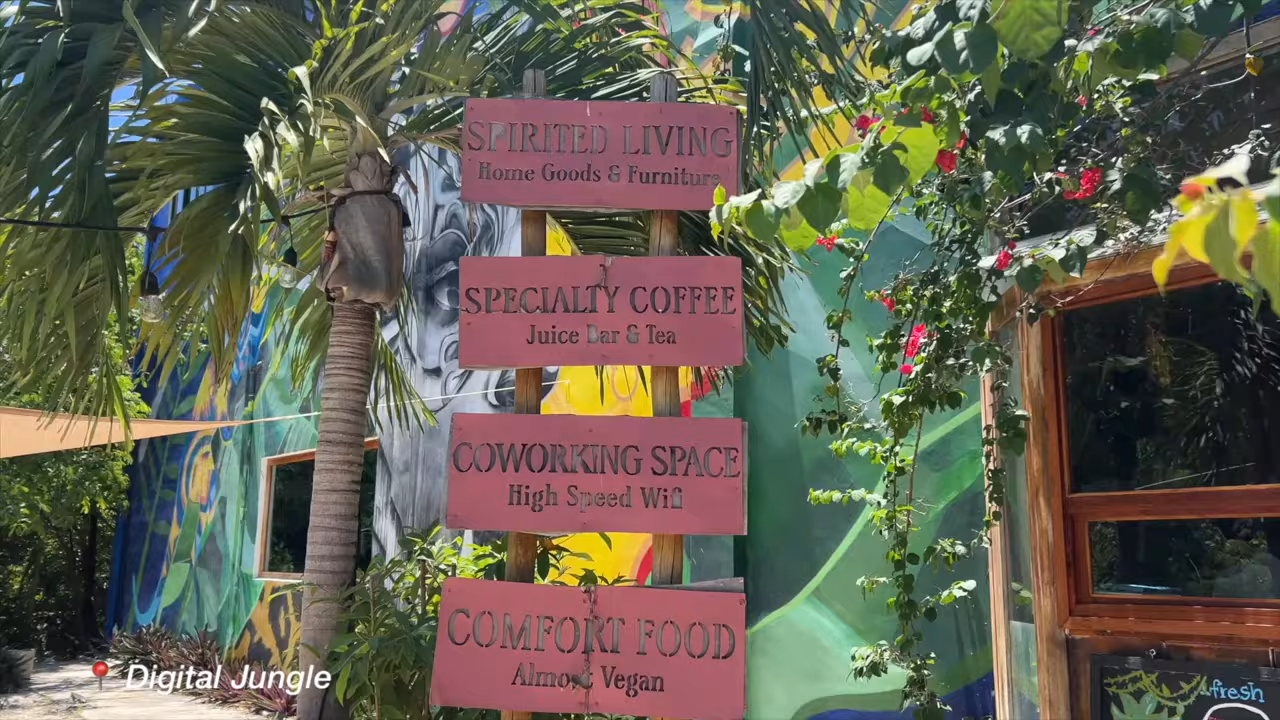 SPIRITED LIVING
Home Goods & Furniture
SPECIALTY COFFEE
Juice Bar & Tea
COWORKING SPACE
High Speed Wifi
COMFORT FOOD
Almost Vegan
Digital Jungle
fresh